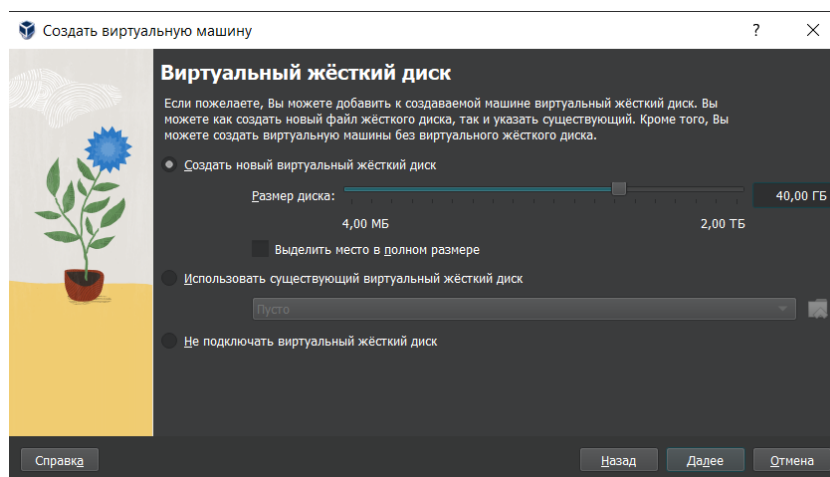 Создать виртуальную машину
?
Виртуальный жёсткий диск
Если пожелаете, Вы можете добавить к создаваемой машине виртуальный жёсткий диск. Вы
можете как создать новый файл жёсткого диска, так и указать существующий. Кроме того, Вы
можете создать виртуальную машины без виртуального жёсткого диска.
Создать новый виртуальный жёсткий диск
Размер диска:
40,00 ГБ
4,00 МБ
2,00 ТБ
Выделить место в полном размере
Использовать существующий виртуальный жёсткий диск
Пусто
Не подключать виртуальный жёсткий диск
Справка
Назад
Далее
Отмена